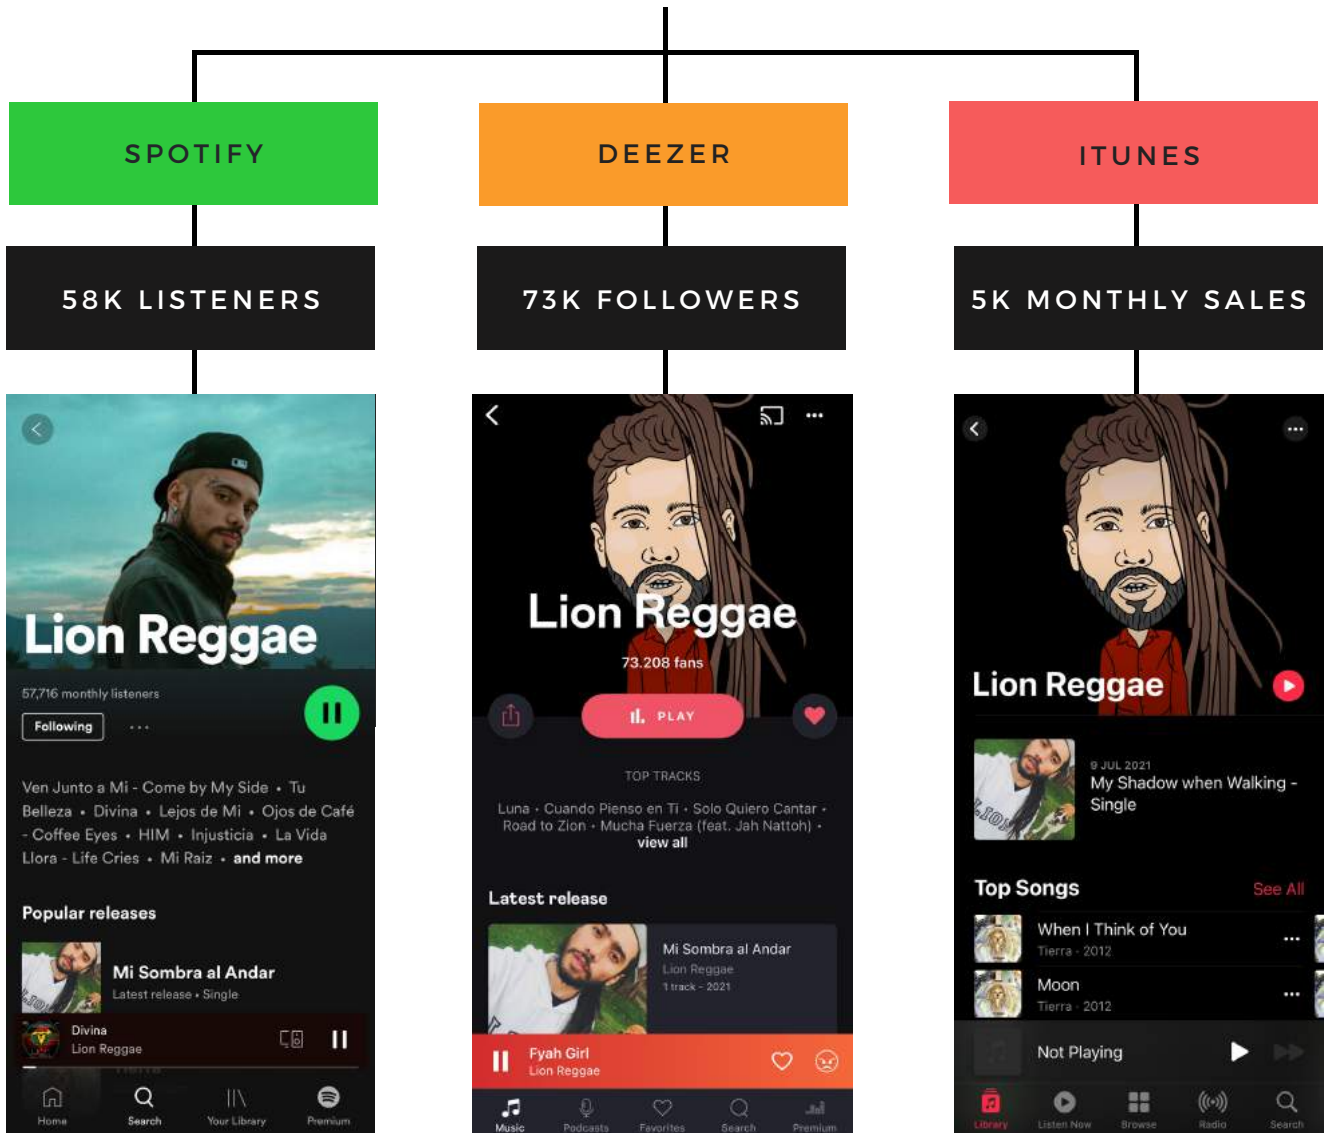 SPOTIFY
DEEZER
ITUNES
58K LISTENERS
73K FOLLOWERS
5K MONTHLY SALES
Lion Reggae
57,716 monthly listeners
Following
Ven Junto a Mi - Come by My Side • Tu
Belleza • Divina • Lejos de Mi • Ojos de Café
- Coffee Eyes • HIM • Injusticia • La Vida
Llora - Life Cries • Mi Raiz • and more
Popular releases
Mi Sombra al Andar
Latest release • Single
Divina
Lion Reggae
Tierra
Home
Search
Your Library
Premium
Lion Reggae
73.208 fans
PLAY
TOP TRACKS
Luna • Cuando Pienso en Ti • Solo Quiero Cantar •
Road to Zion • Mucha Fuerza (feat. Jah Nattoh) •
view all
Latest release
Mi Sombra al Andar
Lion Reggae
1 track - 2021
Fyah Girl
Lion Reggae
Music
Podcasts
Favorites
Search
Premium
Lion Reggae
9 JUL 2021
My Shadow when Walking -
Single
Top Songs
See All
When I Think of You
Tierra · 2012
Moon
Tierra · 2012
Not Playing
Library
Listen Now
Browse
Radio
Search